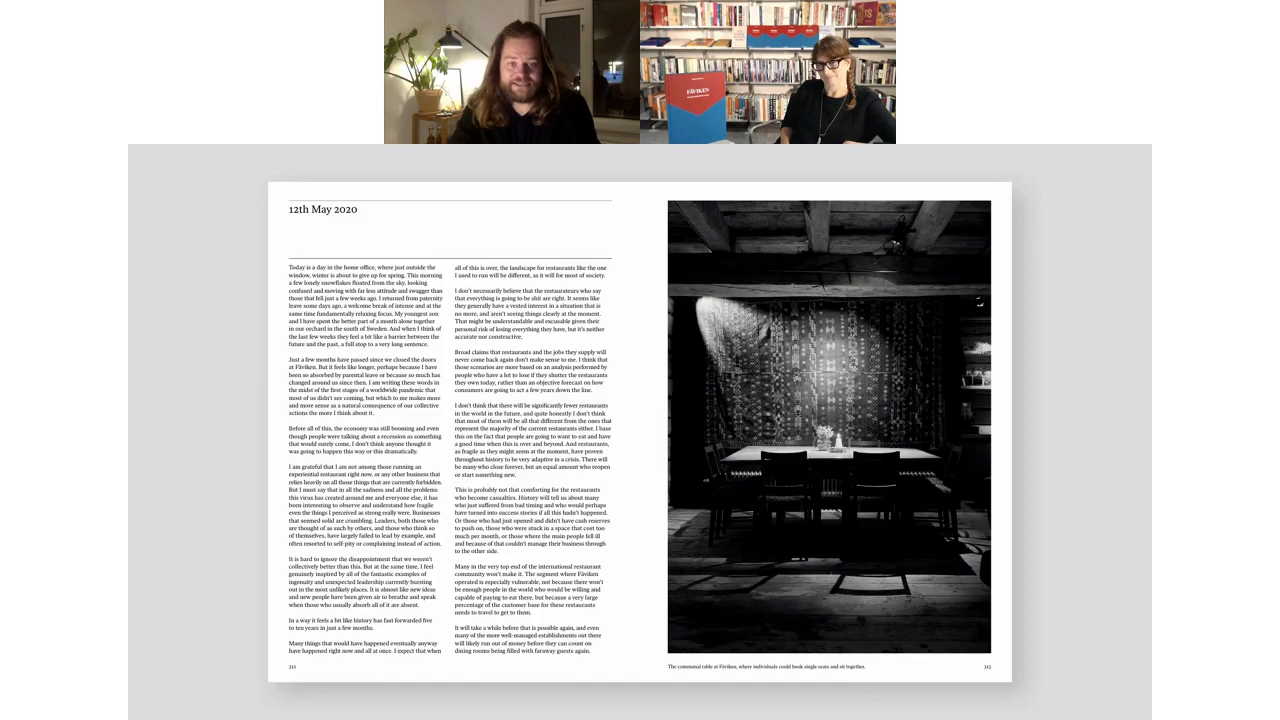 FÄVIKEN
12th May 2020
Today is a day in the home office, where just outside the
window, winter is about to give up for spring. This morning
a few lonely snowflakes floated from the sky, looking
confused and moving with far less attitude and swagger than
those that fell just a few weeks ago. I returned from paternity
leave some days ago, a welcome break of intense and at the
same time fundamentally relaxing focus. My youngest son
and I have spent the better part of a month alone together
in our orchard in the south of Sweden. And when I think of
the last few weeks they feel a bit like a barrier between the
future and the past, a full stop to a very long sentence.
Just a few months have passed since we closed the doors
at Fäviken. But it feels like longer, perhaps because I have
been so absorbed by parental leave or because so much has
changed around us since then. I am writing these words in
the midst of the first stages of a worldwide pandemic that
most of us didn't see coming, but which to me makes more
and more sense as a natural consequence of our collective
actions the more I think about it.
Before all of this, the economy was still booming and even
though people were talking about a recession as something
that would surely come, I don't think anyone thought it
was going to happen this way or this dramatically.
I am grateful that I am not among those running an
experiential restaurant right now, or any other business that
relies heavily on all those things that are currently forbidden.
But I must say that in all the sadness and all the problems
this virus has created around me and everyone else, it has
been interesting to observe and understand how fragile
even the things I perceived as strong really were. Businesses
that seemed solid are crumbling. Leaders, both those who
are thought of as such by others, and those who think so
of themselves, have largely failed to lead by example, and
often resorted to self-pity or complaining instead of action.
It is hard to ignore the disappointment that we weren't
collectively better than this. But at the same time, I feel
genuinely inspired by all of the fantastic examples of
ingenuity and unexpected leadership currently bursting
out in the most unlikely places. It is almost like new ideas
and new people have been given air to breathe and speak
when those who usually absorb all of it are absent.
In a way it feels a bit like history has fast forwarded five
to ten years in just a few months.
Many things that would have happened eventually anyway
have happened right now and all at once. I expect that when
all of this is over, the landscape for restaurants like the one
I used to run will be different, as it will for most of society.
I don't necessarily believe that the restaurateurs who say
that everything is going to be shit are right. It seems like
they generally have a vested interest in a situation that is
no more, and aren't seeing things clearly at the moment.
That might be understandable and excusable given their
personal risk of losing everything they have, but it's neither
accurate nor constructive.
Broad claims that restaurants and the jobs they supply will
never come back again don't make sense to me. I think that
those scenarios are more based on an analysis performed by
people who have a lot to lose if they shutter the restaurants
they own today, rather than an objective forecast on how
consumers are going to act a few years down the line.
I don't think that there will be significantly fewer restaurants
in the world in the future, and quite honestly I don't think
that most of them will be all that different from the ones that
represent the majority of the current restaurants either. I base
this on the fact that people are going to want to eat and have
a good time when this is over and beyond. And restaurants,
as fragile as they might seem at the moment, have proven
throughout history to be very adaptive in a crisis. There will
be many who close forever, but an equal amount who reopen
or start something new.
This is probably not that comforting for the restaurants
who become casualties. History will tell us about many
who just suffered from bad timing and who would perhaps
have turned into success stories if all this hadn't happened.
Or those who had just opened and didn't have cash reserves
to push on, those who were stuck in a space that cost too
much per month, or those where the main people fell ill
and because of that couldn't manage their business through
to the other side.
Many in the very top end of the international restaurant
community won't make it. The segment where Fäviken
operated is especially vulnerable, not because there won't
be enough people in the world who would be willing and
capable of paying to eat there, but because a very large
percentage of the customer base for these restaurants
needs to travel to get to them.
It will take a while before that is possible again, and even
many of the more well-managed establishments out there
will likely run out of money before they can count on
dining rooms being filled with faraway guests again.
312
The communal table at Fäviken, where individuals could book single seats and sit together.
313